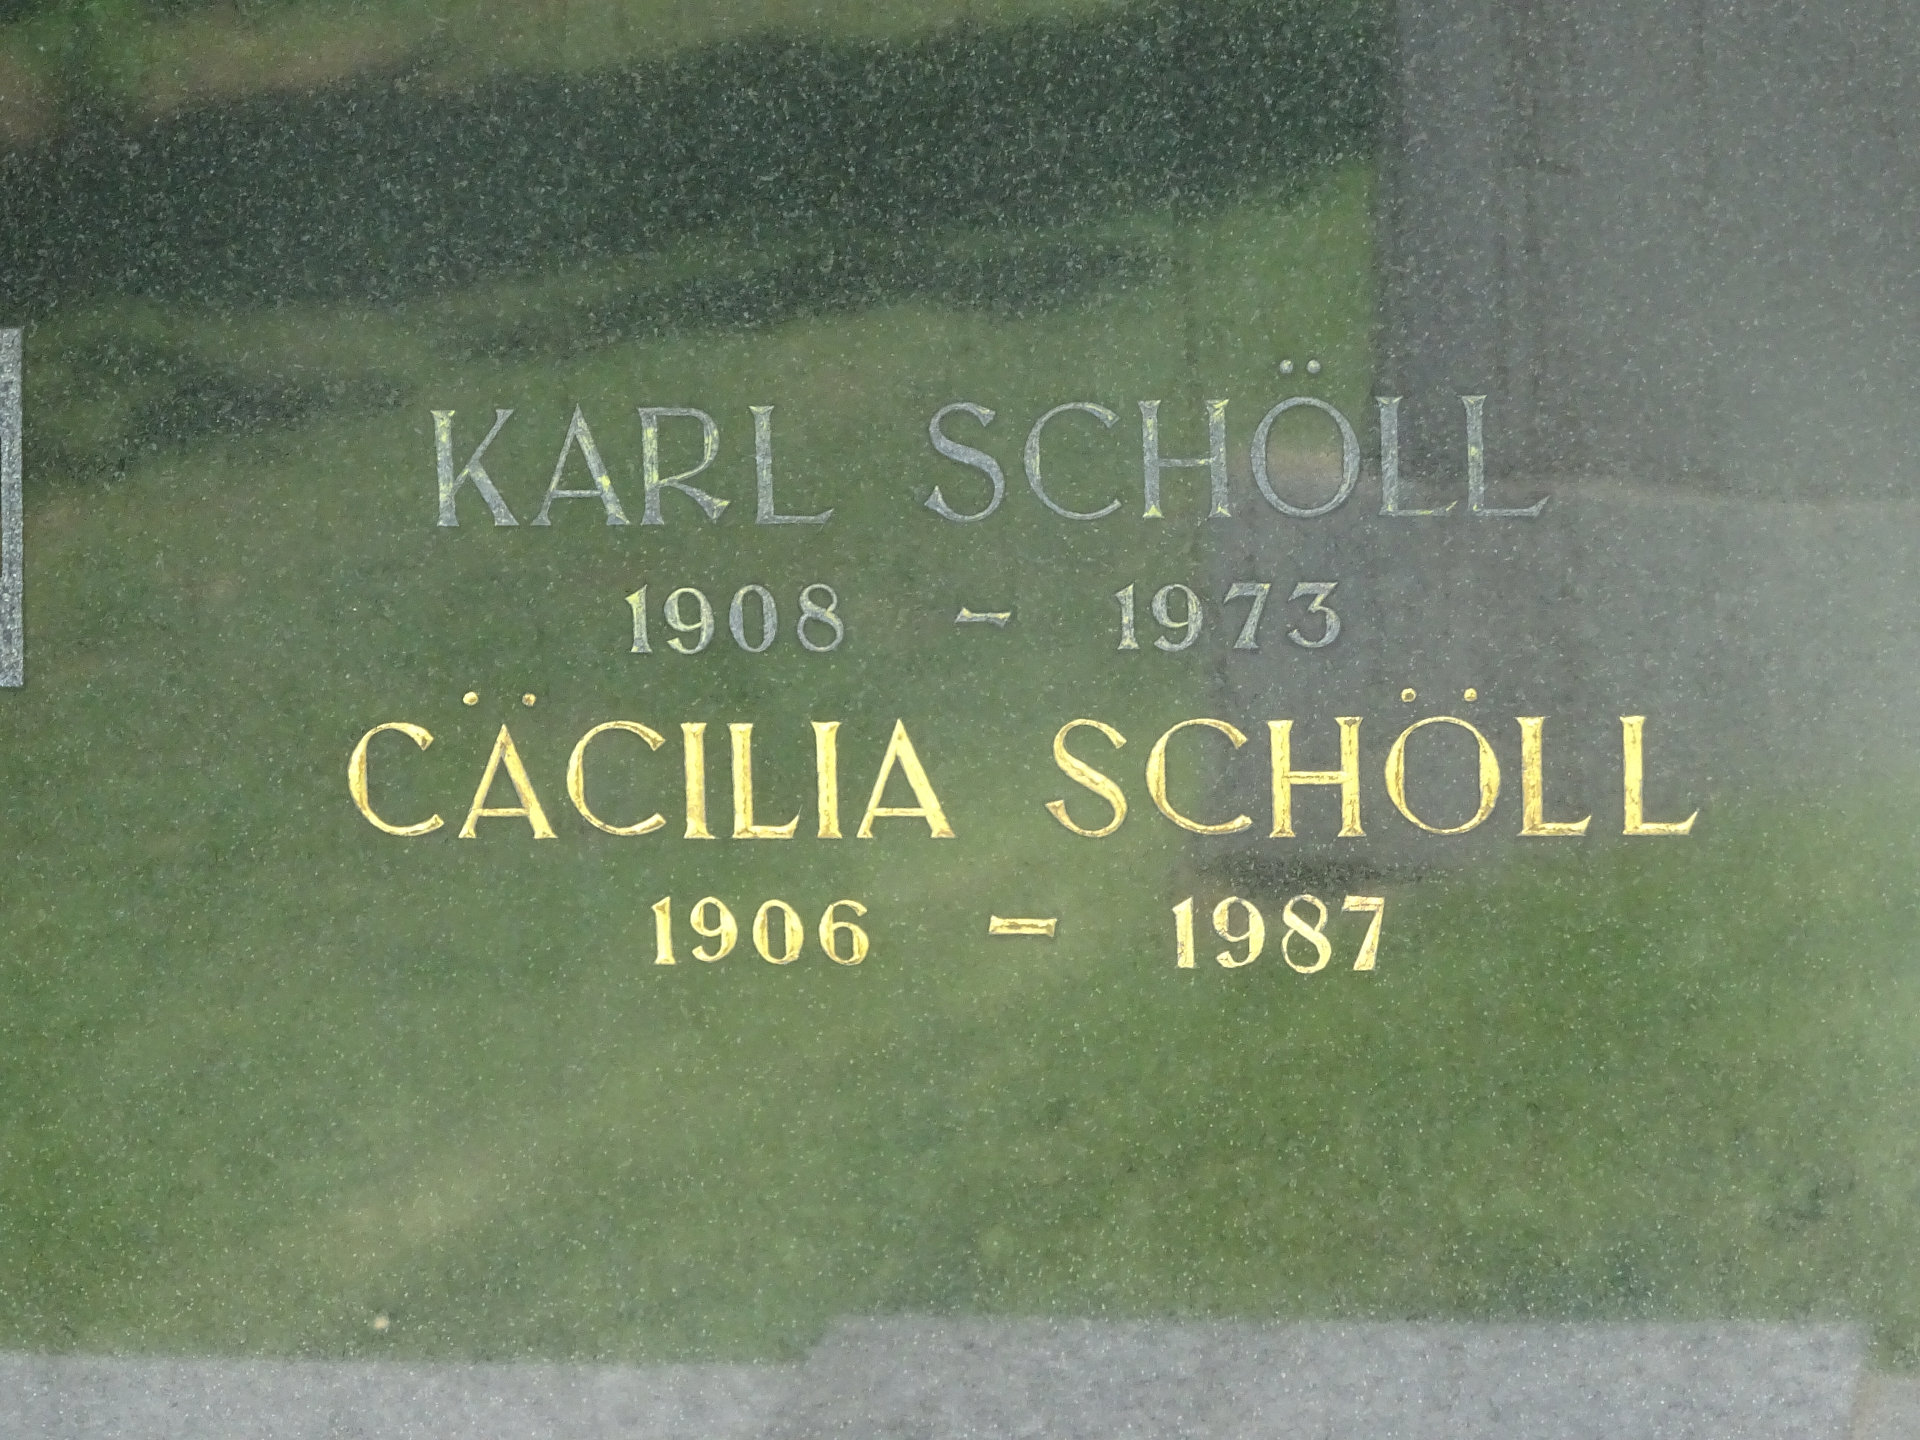 KARL SCHÖLL
1908 - 1973
CÄCILIA SCHÖLL
1906 - 1987